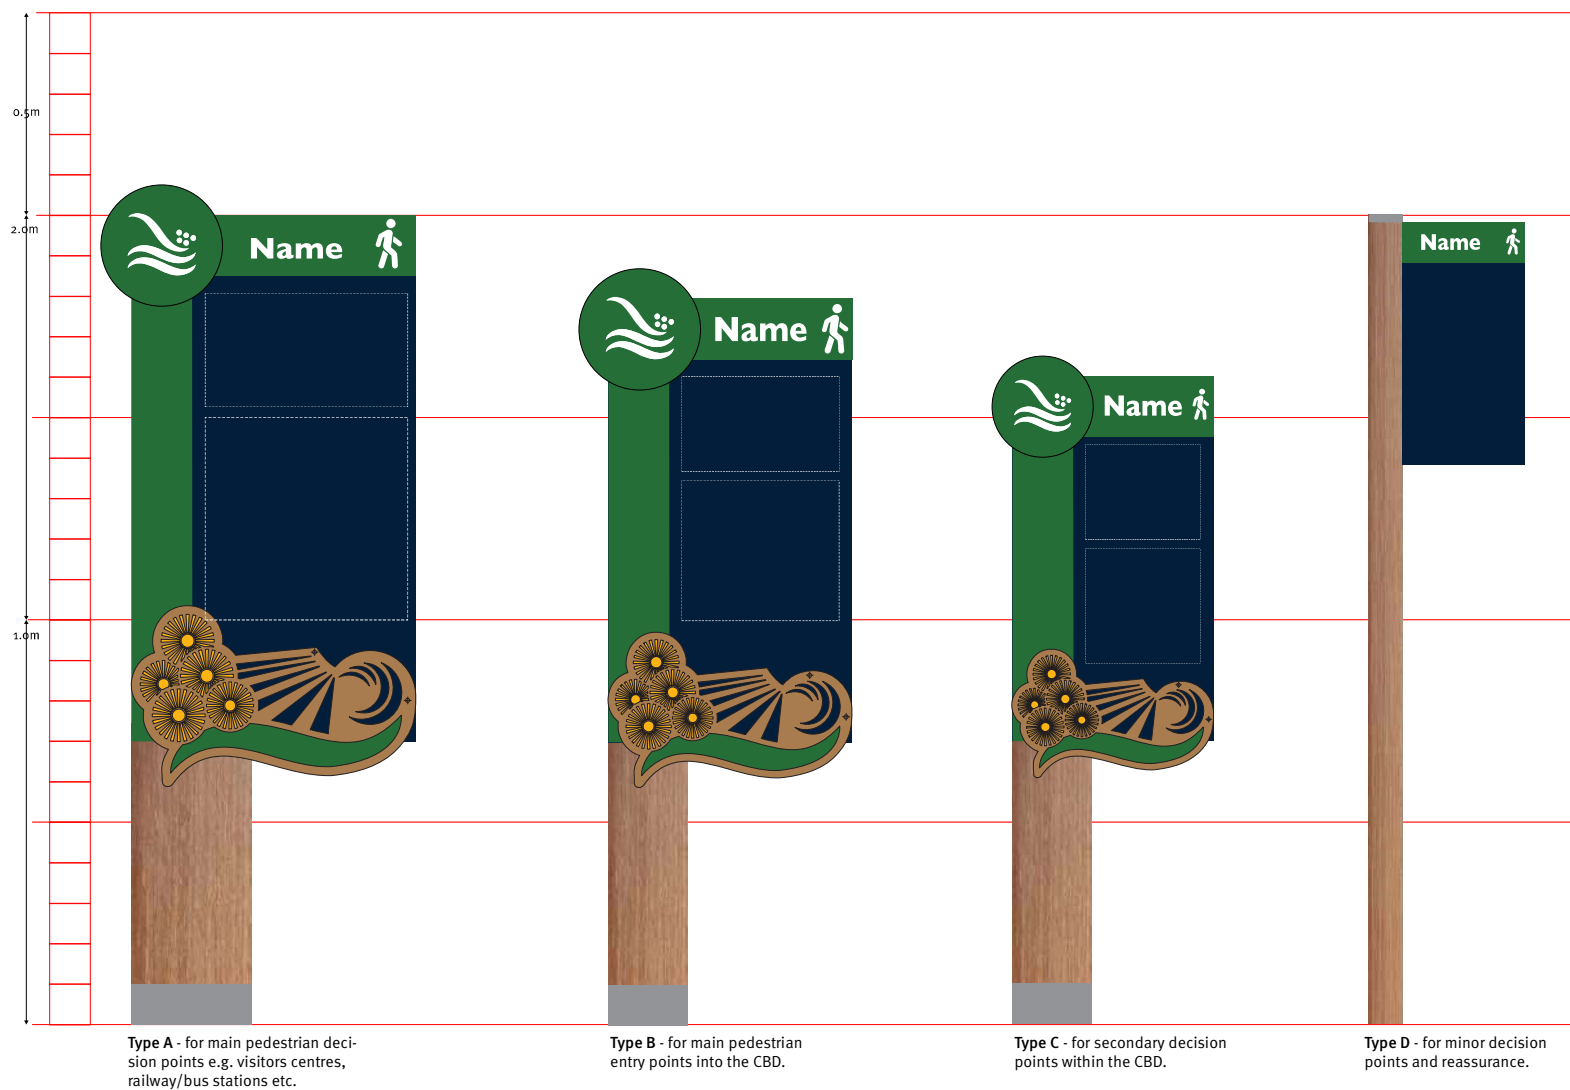 0.5m
2.0m
1.0m
Name
Name
Name
Name
Type A - for main pedestrian deci-
sion points e.g. visitors centres,
railway/bus stations etc.
Type B - for main pedestrian
entry points into the CBD.
Type C - for secondary decision
points within the CBD.
Type D - for minor decision
points and reassurance.